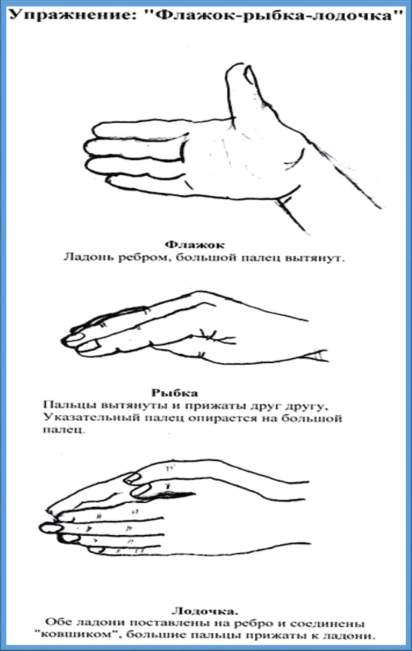 Упражнение: "Флажок-рыбка-лодочка"
Флажок
Ладонь ребром, большой палец вытянут.
Рыбка
Пальцы вытянуты и прижаты друг другу,
Указательный палец опирается на большой
палец.
Лодочка.
Обе ладони поставлены на ребро и соединены
"ковшиком", большие пальцы прижаты к ладони.